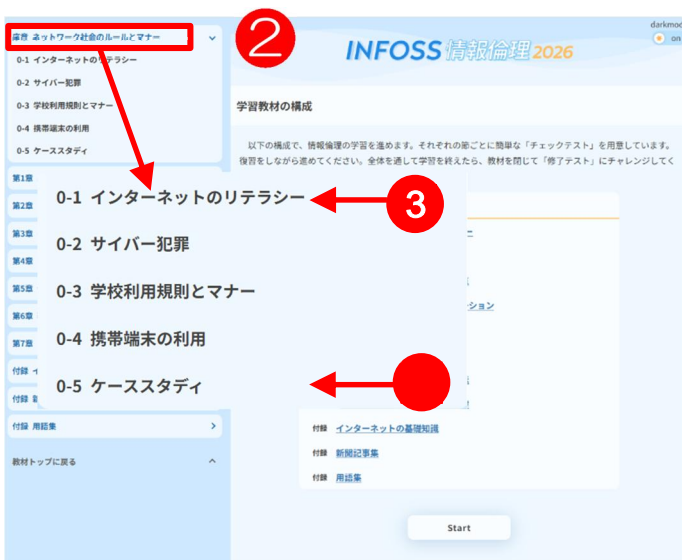 序章 ネットワーク社会のルールとマナー
0-1 インターネットのリテラシー
0-2 サイバー犯罪
0-3 学校利用規則とマナー
0-4 携帯端末の利用
0-5 ケーススタディ
第1章
第2章
第3章
第4章
第5章
第6章
第7章
付録
付録
付録 用語集
教材トップに戻る
2
INFOSS 情報倫理 2026
darkmod
on
学習教材の構成
以下の構成で、情報倫理の学習を進めます。それぞれの節ごとに簡単な「チェックテスト」を用意しています。
復習をしながら進めてください。全体を通して学習を終えたら、教材を閉じて「修了テスト」にチャレンジしてく
0-1 インターネットのリテラシー
3
0-2 サイバー犯罪
0-3 学校利用規則とマナー
0-4 携帯端末の利用
0-5 ケーススタディ
ーション
付録 インターネットの基礎知識
付録 新聞記事集
付録 用語集
Start